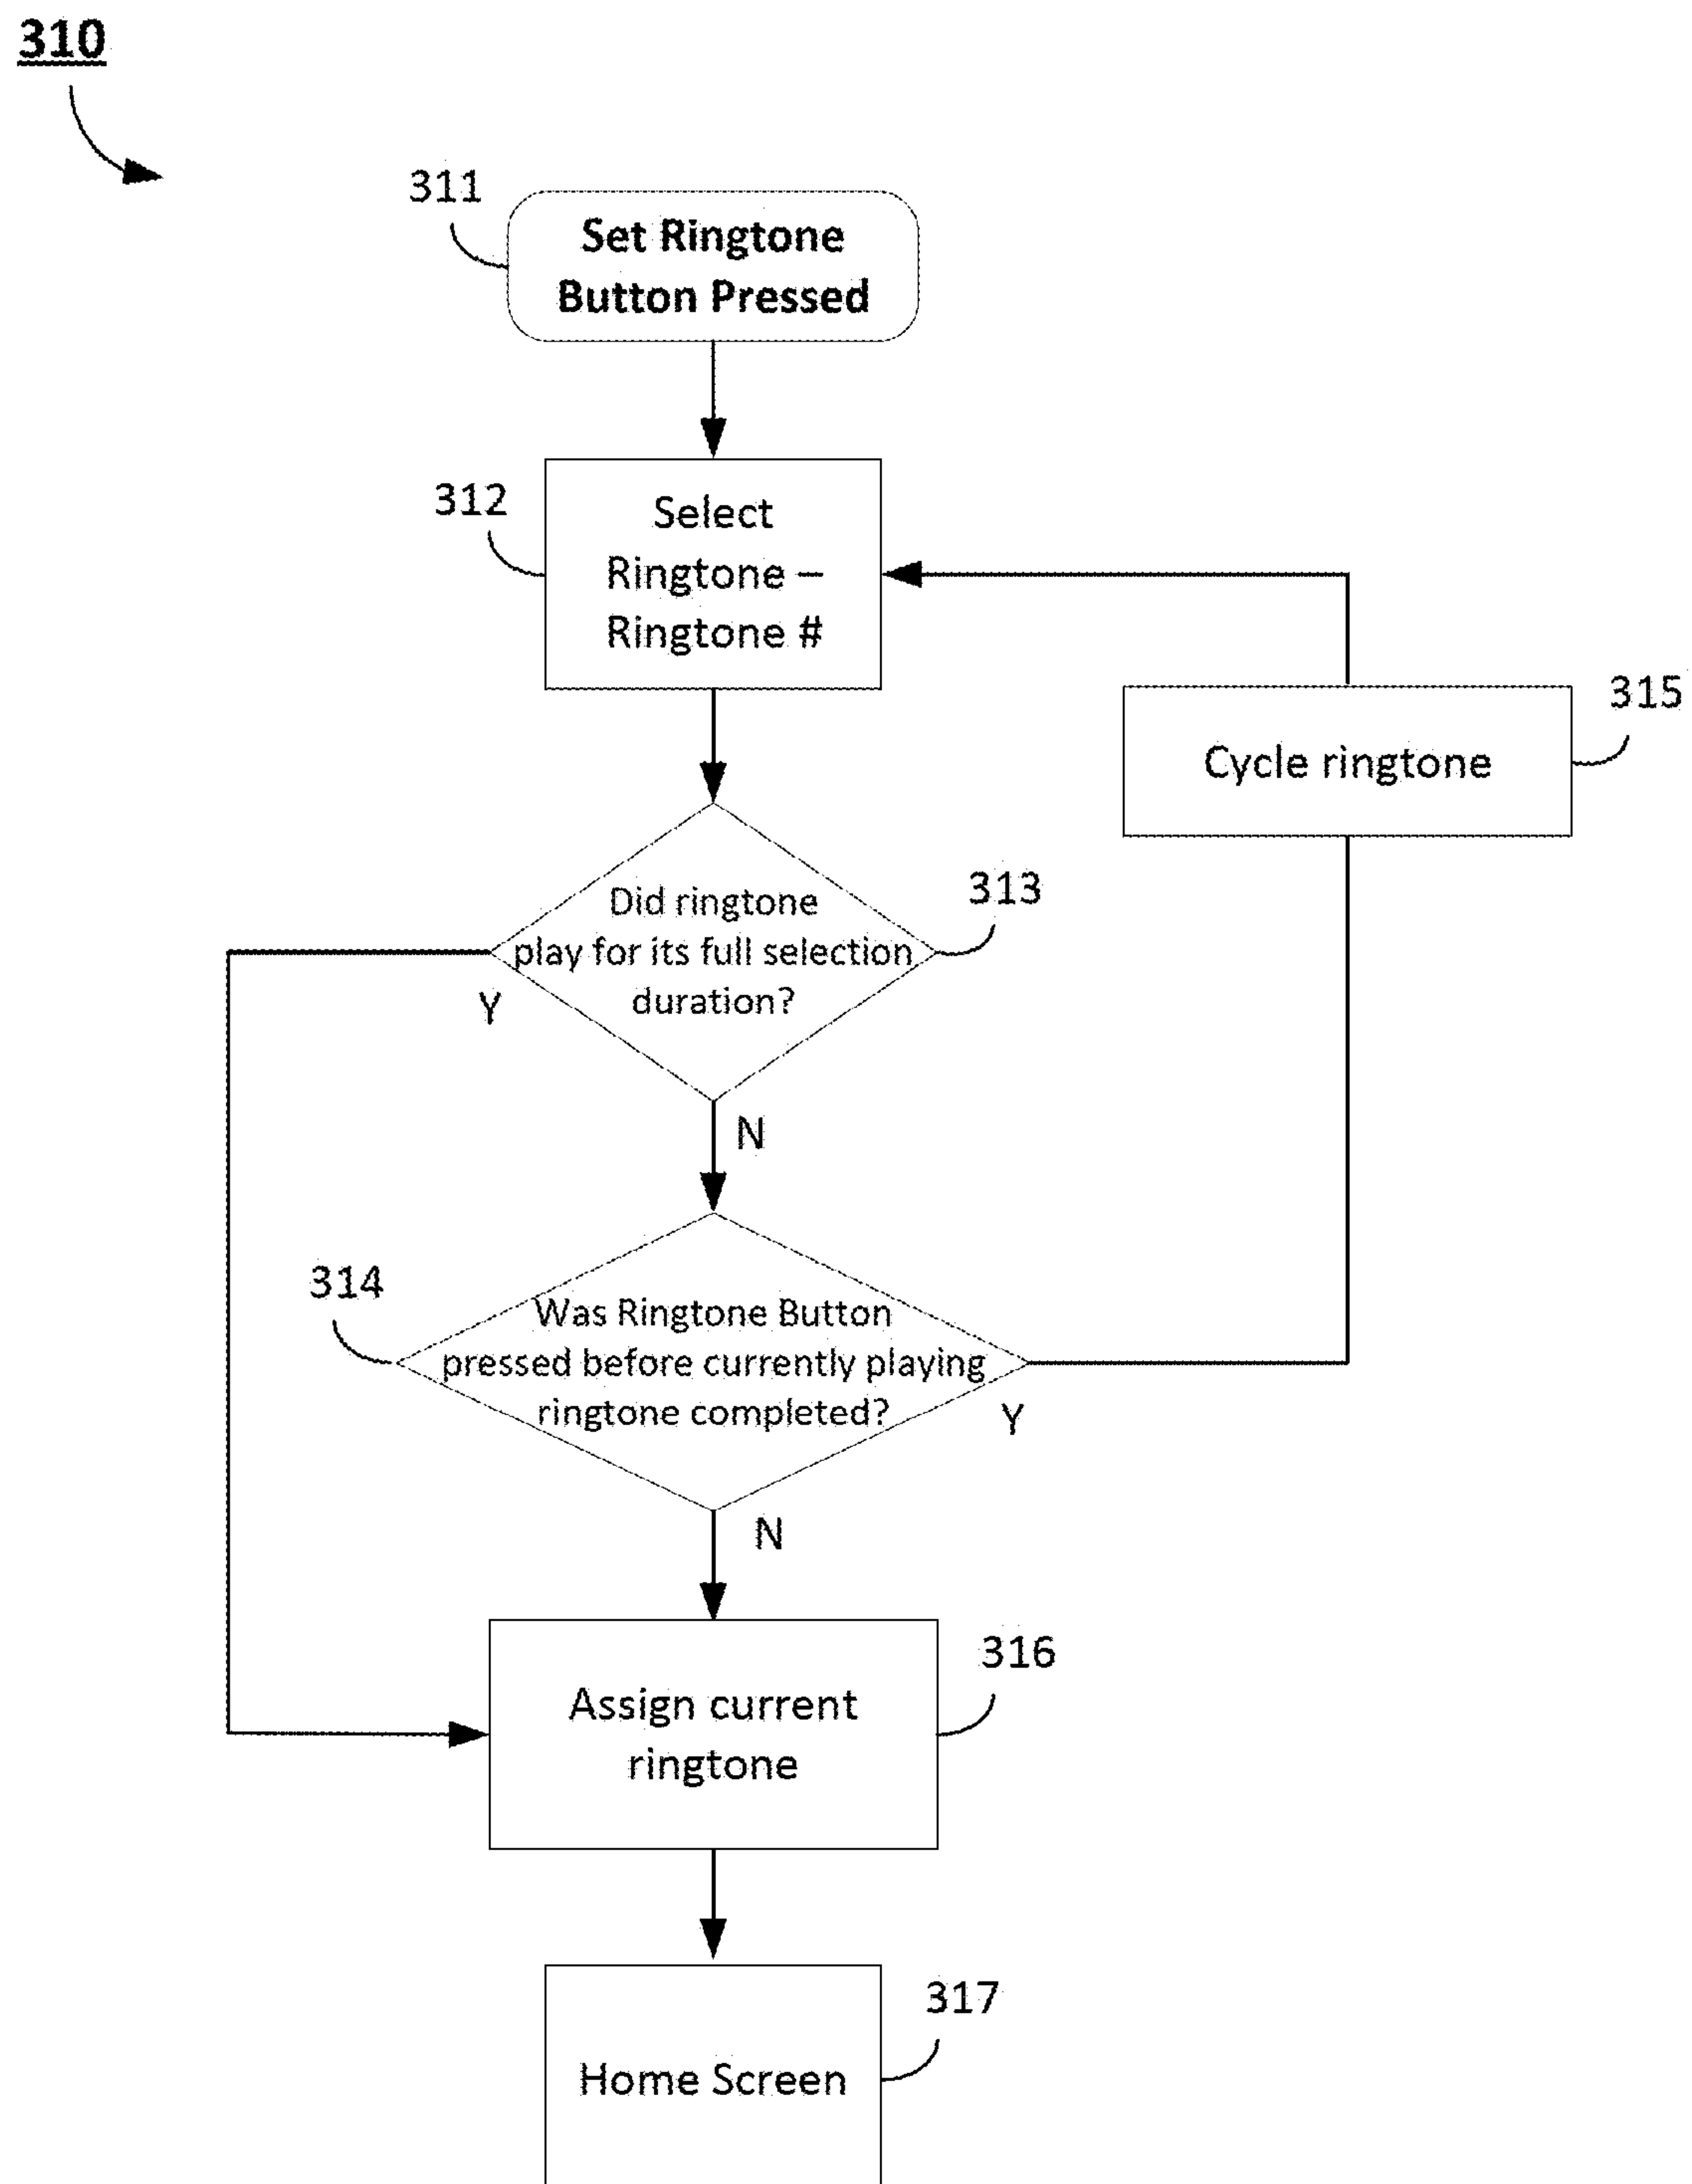 310
311
Set Ringtone
Button Pressed
312
Select
Ringtone –
Ringtone #
315
Cycle ringtone
313
Did ringtone
play for its full selection
duration?
Y
N
314
Was Ringtone Button
pressed before currently playing
ringtone completed?
Y
N
316
Assign current
ringtone
317
Home Screen